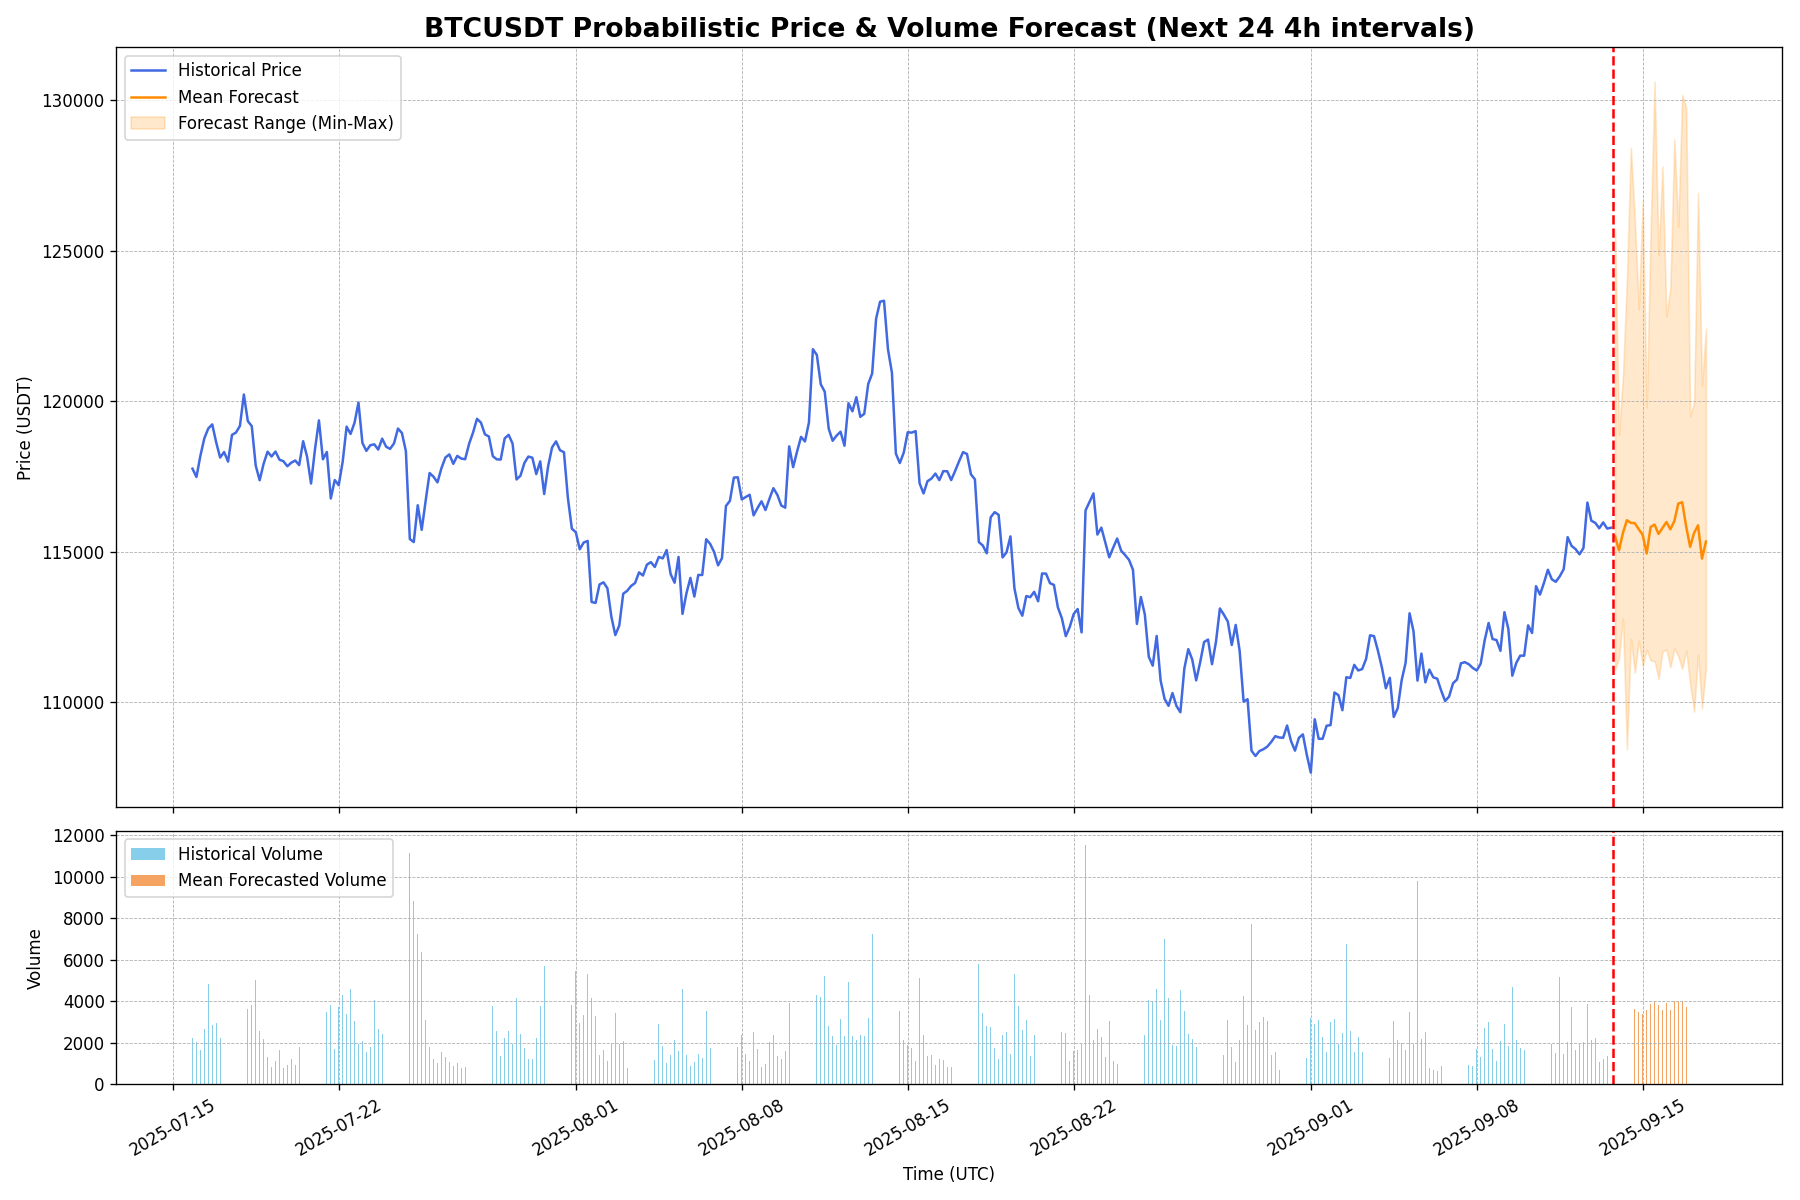 BTCUSDT Probabilistic Price & Volume Forecast (Next 24 4h intervals)
Historical Price
Mean Forecast
Forecast Range (Min-Max)
130000
125000
120000
115000
110000
Price (USDT)
Historical Volume
Mean Forecasted Volume
12000
10000
8000
6000
4000
2000
0
Volume
2025-07-15
2025-07-22
2025-08-01
2025-08-08
2025-08-15
2025-08-22
2025-09-01
2025-09-08
2025-09-15
Time (UTC)